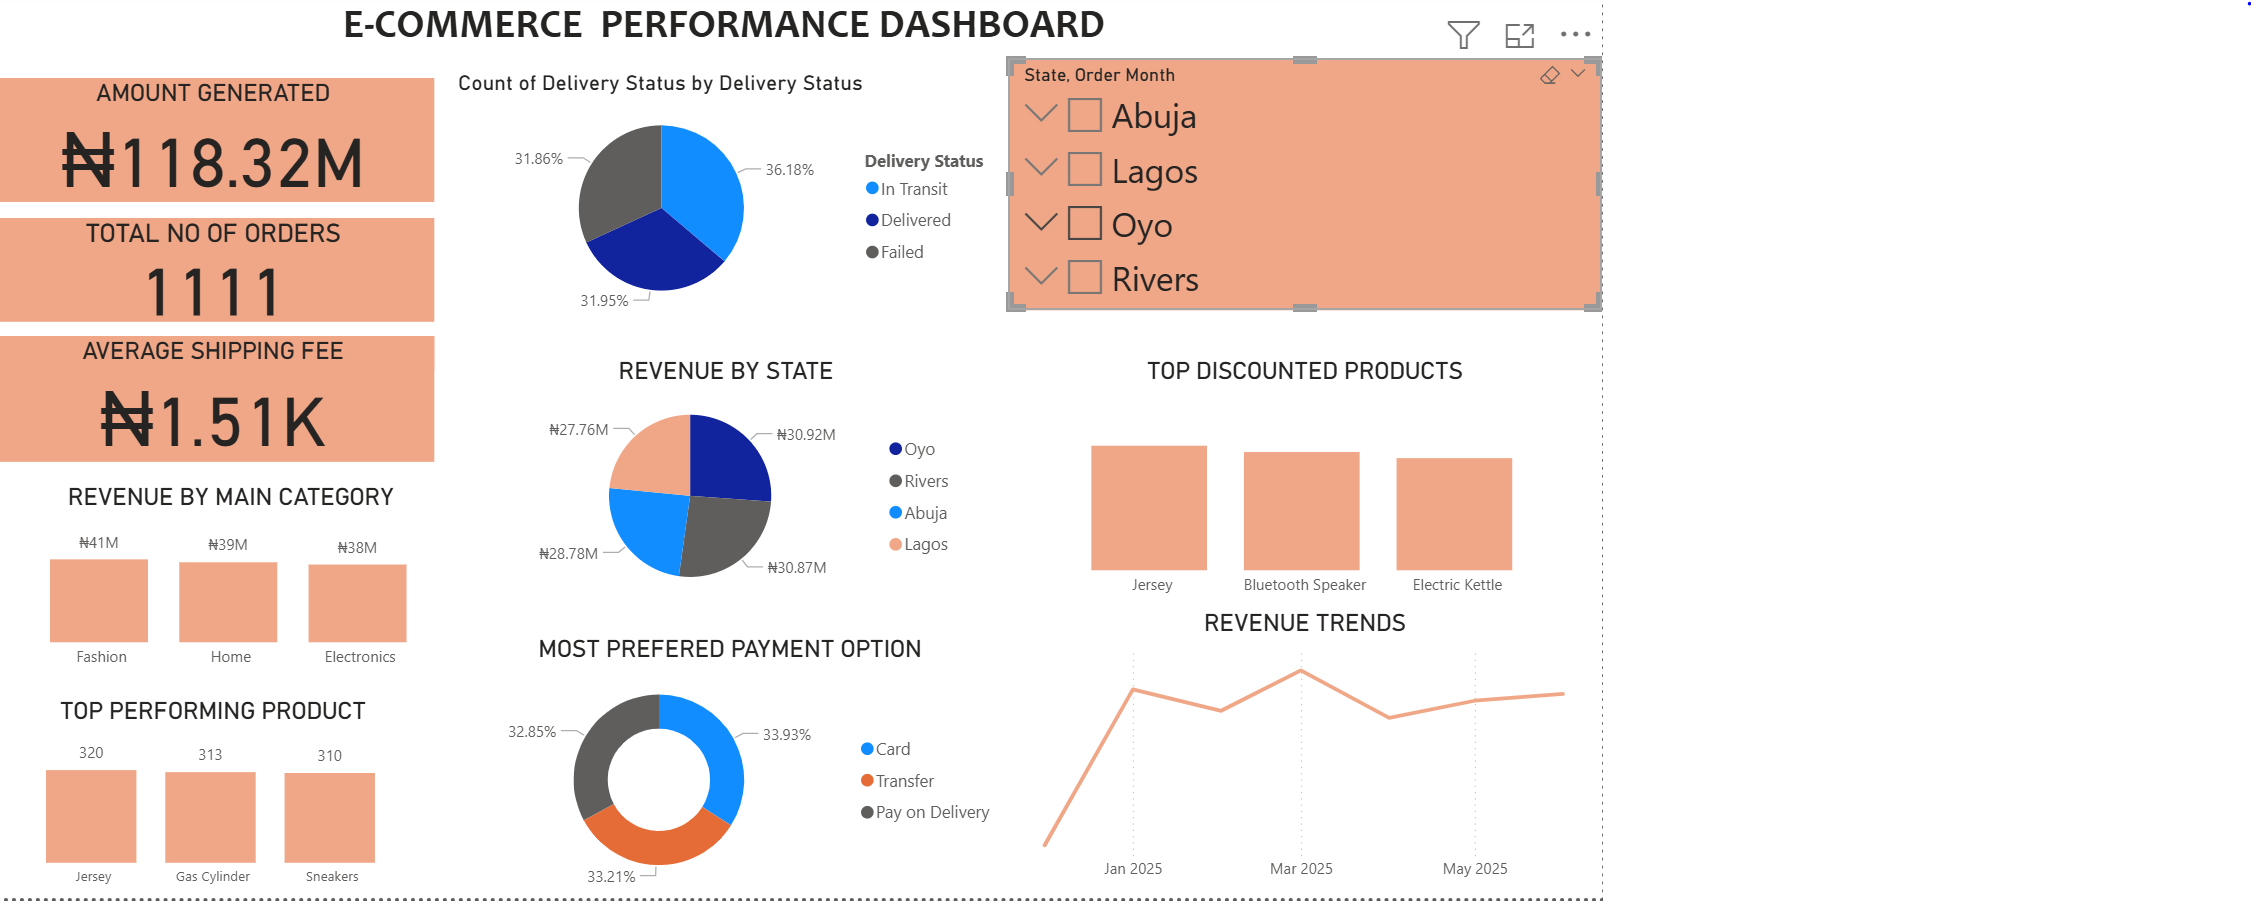 E-COMMERCE  PERFORMANCE DASHBOARD
AMOUNT GENERATED
₦118.32M
TOTAL NO OF ORDERS
1111
AVERAGE SHIPPING FEE
₦1.51K
REVENUE BY MAIN CATEGORY
₦41M ₦39M ₦38M
Fashion Home Electronics
TOP PERFORMING PRODUCT
320 313 310
Jersey Gas Cylinder Sneakers
Count of Delivery Status by Delivery Status
31.86%
36.18%
31.95%
Delivery Status
In Transit
Delivered
Failed
REVENUE BY STATE
₦27.76M
₦30.92M
₦28.78M
₦30.87M
Oyo
Rivers
Abuja
Lagos
MOST PREFERED PAYMENT OPTION
32.85%
33.93%
33.21%
Card
Transfer
Pay on Delivery
State, Order Month
Abuja
Lagos
Oyo
Rivers
TOP DISCOUNTED PRODUCTS
Jersey Bluetooth Speaker Electric Kettle
REVENUE TRENDS
Jan 2025 Mar 2025 May 2025